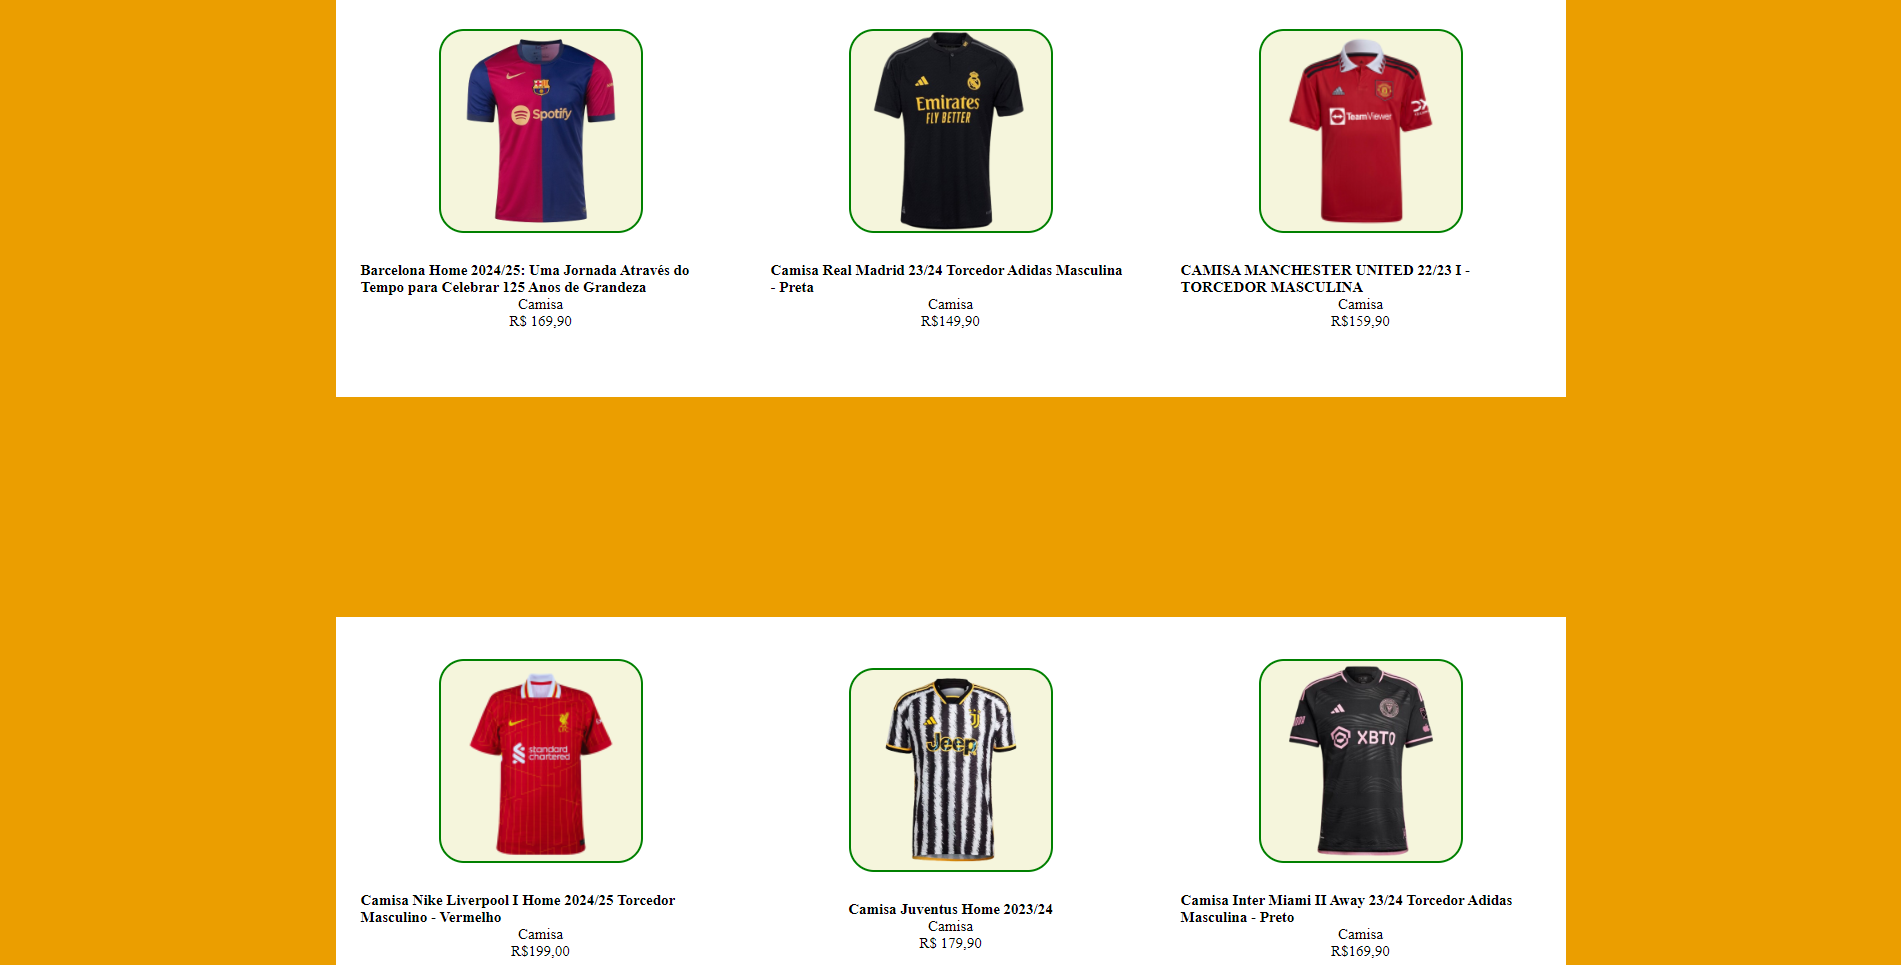 Spotify
Emirates
FLY BETTER
TeamViewer
Barcelona Home 2024/25: Uma Jornada Através do
Tempo para Celebrar 125 Anos de Grandeza
Camisa
R$ 169,90
Camisa Real Madrid 23/24 Torcedor Adidas Masculina
- Preta
Camisa
R$149,90
CAMISA MANCHESTER UNITED 22/23 I -
TORCEDOR MASCULINA
Camisa
R$159,90
standard
chartered
Jeep
XBTO
Camisa Nike Liverpool I Home 2024/25 Torcedor
Masculino - Vermelho
Camisa
R$199,00
Camisa Juventus Home 2023/24
Camisa
R$ 179,90
Camisa Inter Miami II Away 23/24 Torcedor Adidas
Masculina - Preto
Camisa
R$169,90